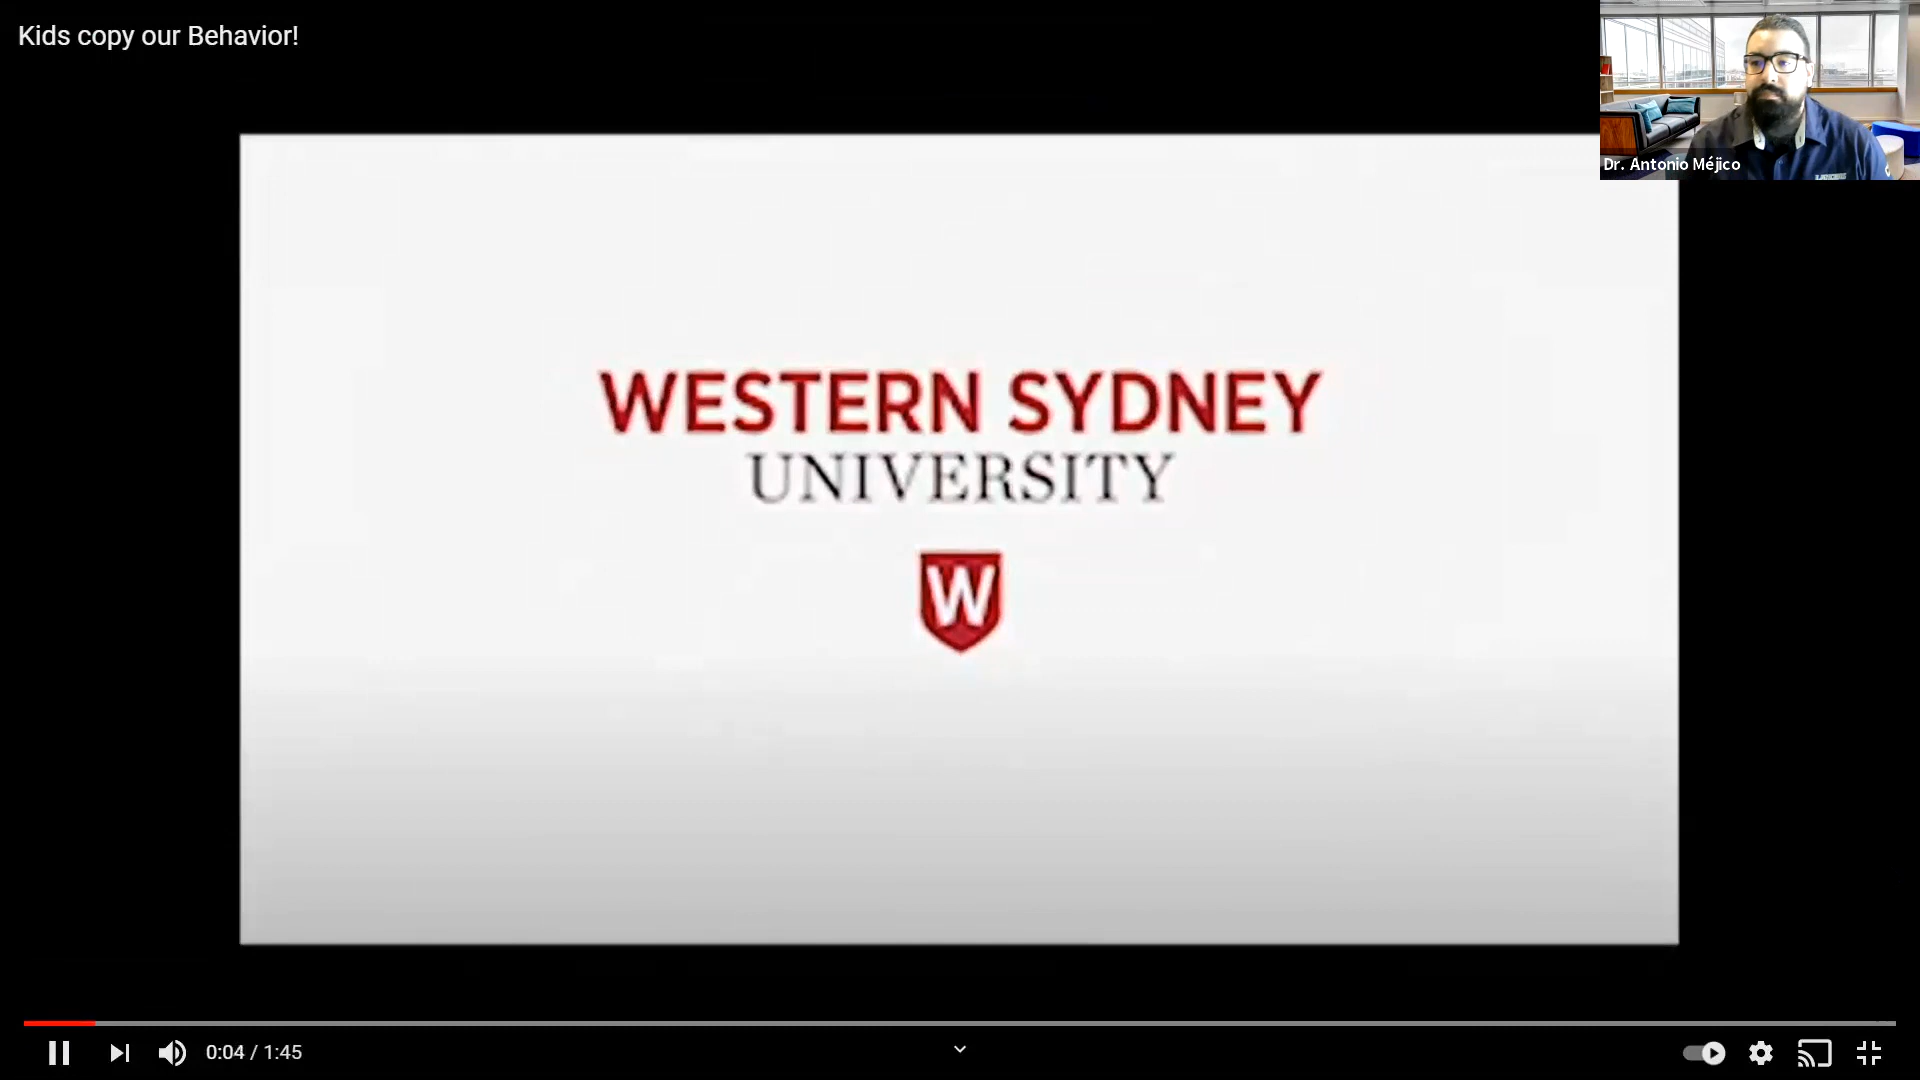 Kids copy our Behavior!
Dr. Antonio Méjico
WESTERN SYDNEY
UNIVERSITY
W
0:04 / 1:45